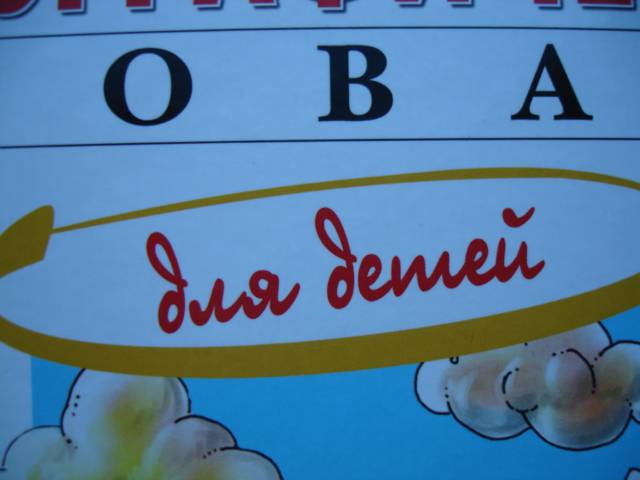 О В А
для детей